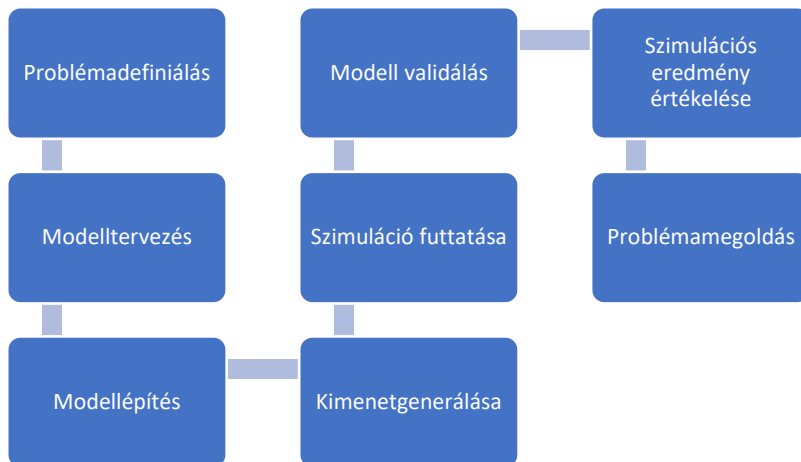 Problémadefiniálás
Modelltervezés
Modellépítés
Kimenetgenerálása
Szimuláció futtatása
Modell validálás
Szimulációs
eredmény
értékelése
Problémamegoldás